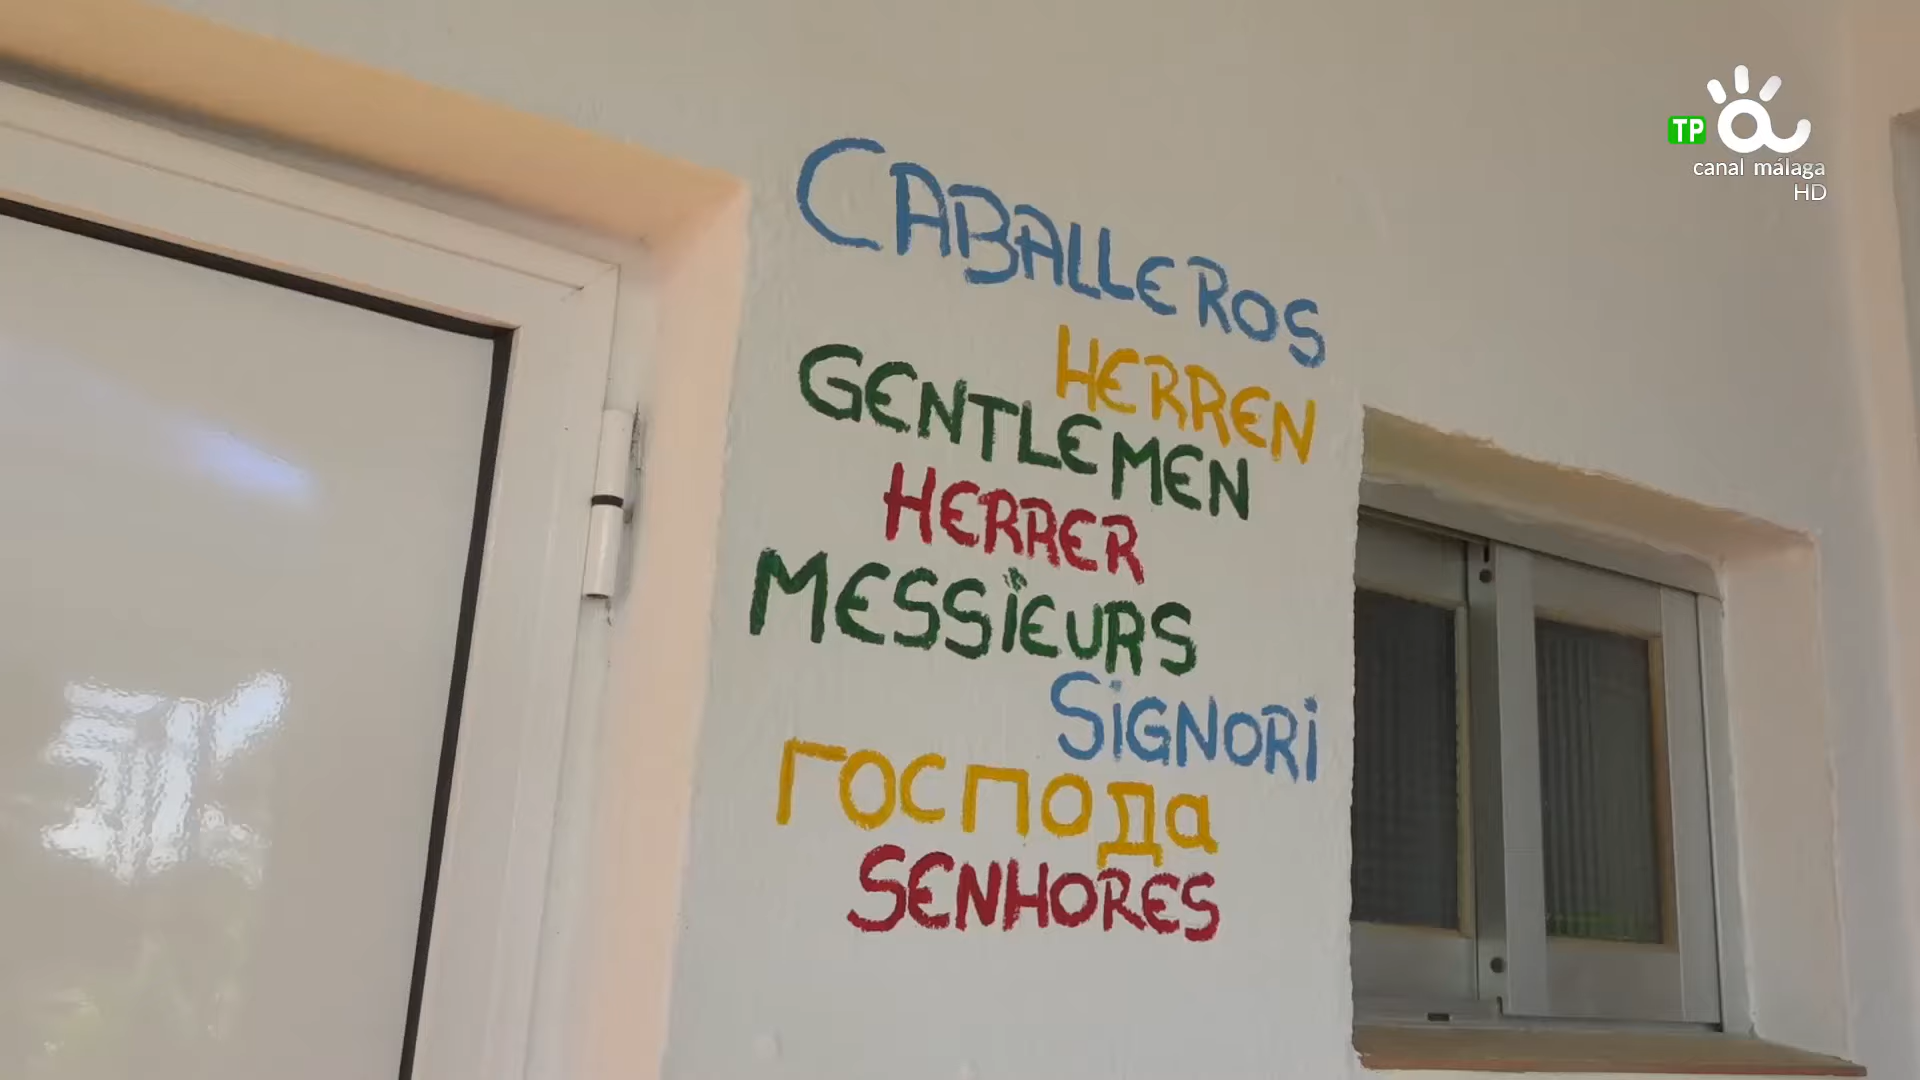 CABALLEROS
HERREN
GENTLEMEN
HERRER
MESSiEURS
SiGNORi
господа
SENHORES
TP
canal málaga
HD